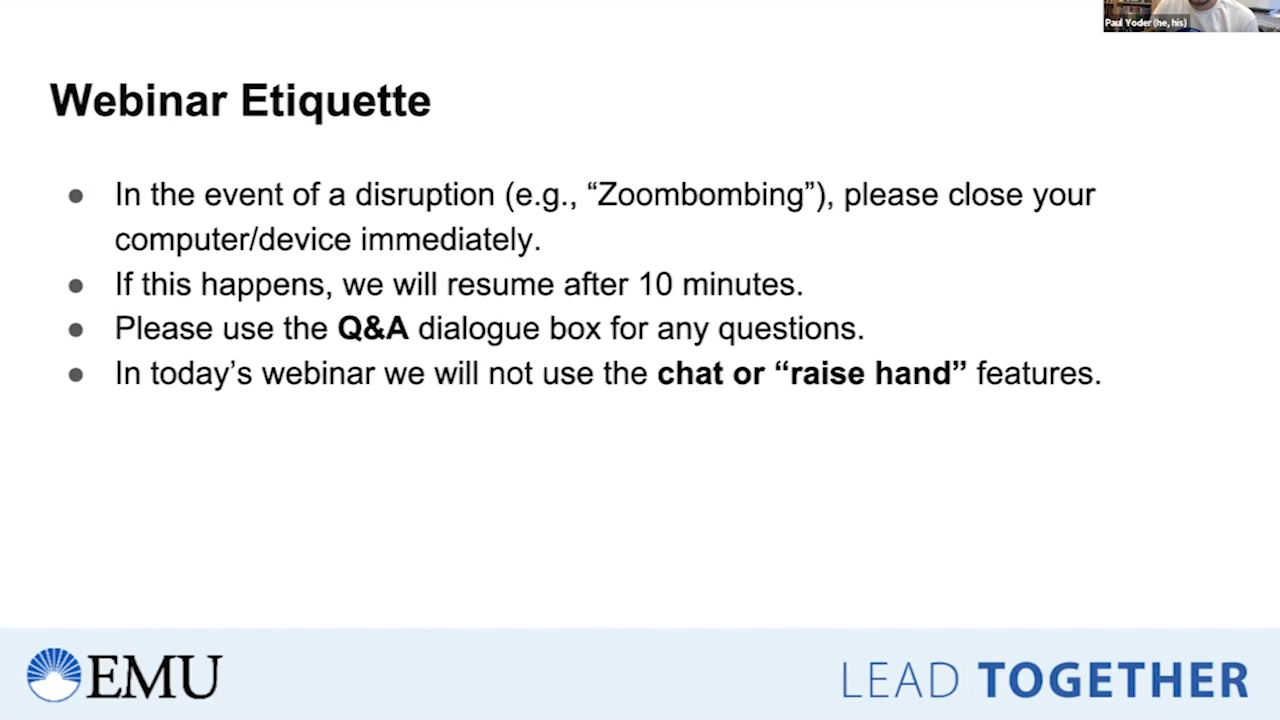 Paul Yoder (he, his)
Webinar Etiquette
● In the event of a disruption (e.g., “Zoombombing”), please close your
computer/device immediately.
● If this happens, we will resume after 10 minutes.
● Please use the Q&A dialogue box for any questions.
● In today’s webinar we will not use the chat or “raise hand” features.
EMU
LEAD TOGETHER